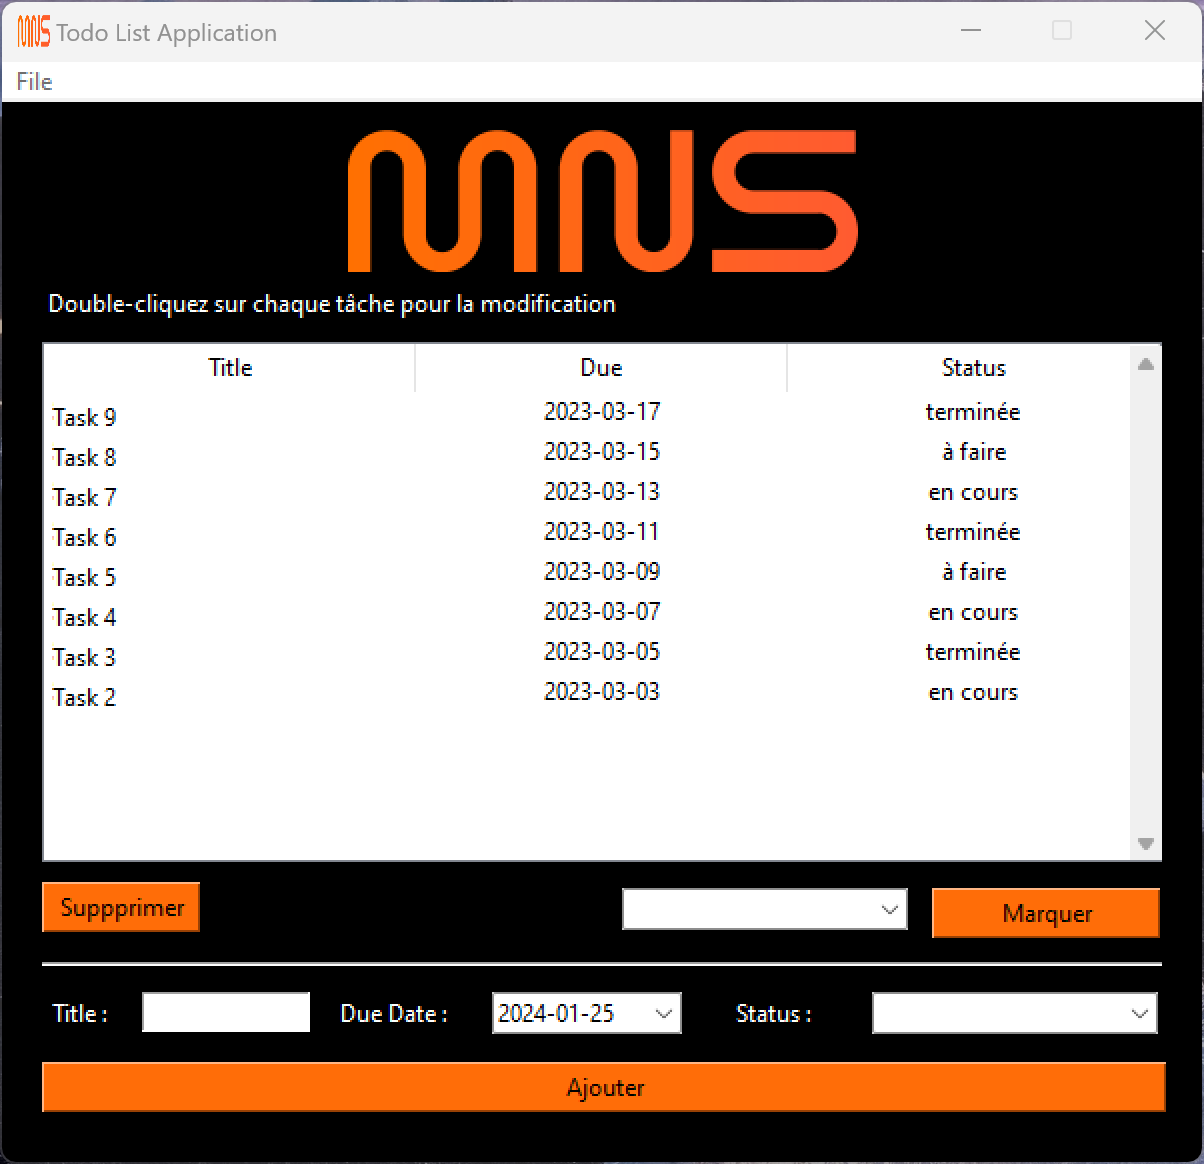 MNS Todo List Application
File
MNS
Double-cliquez sur chaque tâche pour la modification
Title Due Status
Task 9 2023-03-17 terminée
Task 8 2023-03-15 à faire
Task 7 2023-03-13 en cours
Task 6 2023-03-11 terminée
Task 5 2023-03-09 à faire
Task 4 2023-03-07 en cours
Task 3 2023-03-05 terminée
Task 2 2023-03-03 en cours
Suppprimer Marquer
Title : Due Date : 2024-01-25 Status :
Ajouter